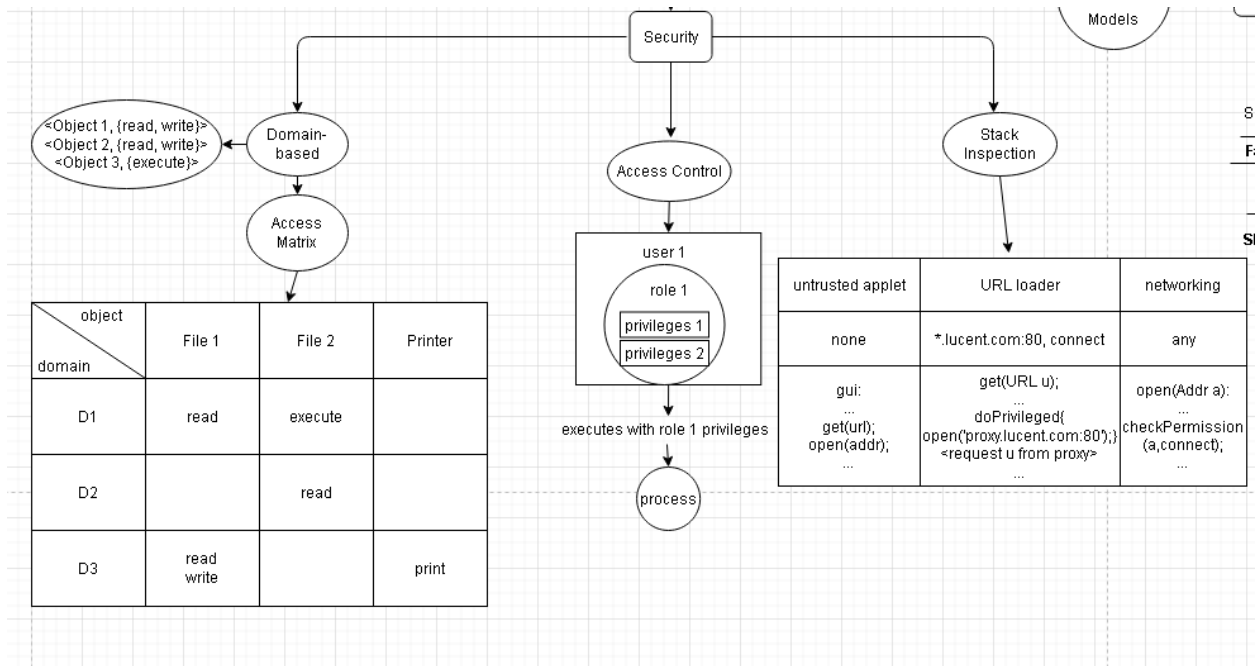 Models
Security
<Object 1, {read, write}>
<Object 2, {read, write}>
<Object 3, {execute}>
Domain-
based
Access
Matrix
object
domain
File 1
File 2
Printer
D1
read
execute
D2
read
D3
read
write
print
Access Control
user 1
role 1
privileges 1
privileges 2
executes with role 1 privileges
process
Stack
Inspection
untrusted applet
URL loader
networking
none
*.lucent.com:80, connect
any
gui:
...
get(url);
open(addr);
...
get(URL u);
...
doPrivileged{
open('proxy.lucent.com:80');}
<request u from proxy>
...
open(Addr a):
...
checkPermission
(a,connect);
...